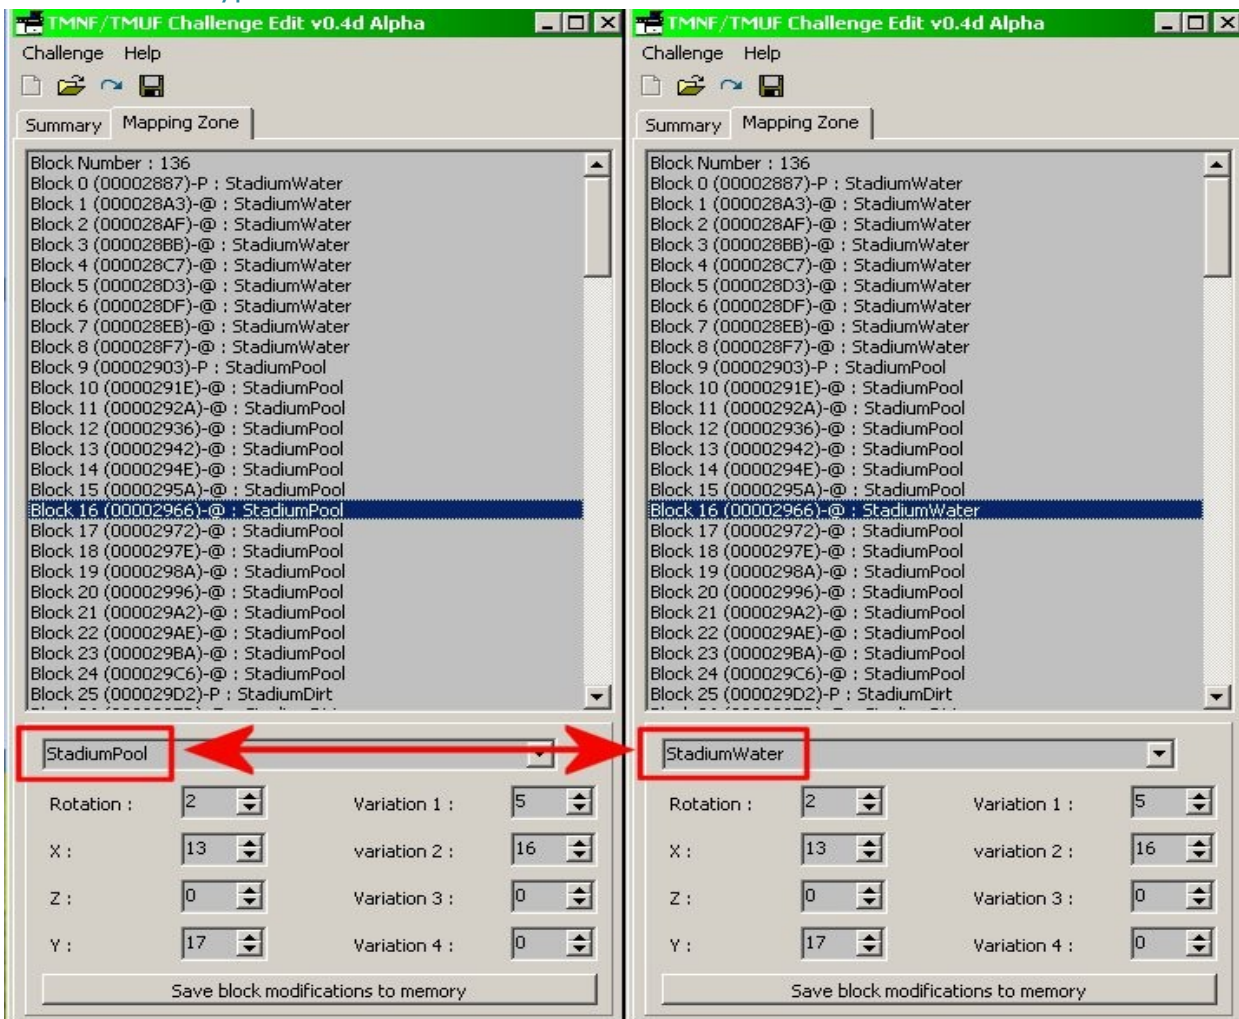 TMNF/TMUF Challenge Edit v0.4d Alpha
Challenge Help
Summary Mapping Zone
Block Number : 136
Block 0 (00002887)-P : StadiumWater
Block 1 (000028A3)-@ : StadiumWater
Block 2 (000028AF)-@ : StadiumWater
Block 3 (000028BB)-@ : StadiumWater
Block 4 (000028C7)-@ : StadiumWater
Block 5 (000028D3)-@ : StadiumWater
Block 6 (000028DF)-@ : StadiumWater
Block 7 (000028EB)-@ : StadiumWater
Block 8 (000028F7)-@ : StadiumWater
Block 9 (00002903)-P : StadiumPool
Block 10 (0000291E)-@ : StadiumPool
Block 11 (0000292A)-@ : StadiumPool
Block 12 (00002936)-@ : StadiumPool
Block 13 (00002942)-@ : StadiumPool
Block 14 (0000294E)-@ : StadiumPool
Block 15 (0000295A)-@ : StadiumPool
Block 16 (00002966)-@ : StadiumPool
Block 17 (00002972)-@ : StadiumPool
Block 18 (0000297E)-@ : StadiumPool
Block 19 (0000298A)-@ : StadiumPool
Block 20 (00002996)-@ : StadiumPool
Block 21 (000029A2)-@ : StadiumPool
Block 22 (000029AE)-@ : StadiumPool
Block 23 (000029BA)-@ : StadiumPool
Block 24 (000029C6)-@ : StadiumPool
Block 25 (000029D2)-P : StadiumDirt
StadiumPool
Rotation : 2 Variation 1 : 5
X : 13 variation 2 : 16
Z : 0 Variation 3 : 0
Y : 17 Variation 4 : 0
Save block modifications to memory
TMNF/TMUF Challenge Edit v0.4d Alpha
Challenge Help
Summary Mapping Zone
Block Number : 136
Block 0 (00002887)-P : StadiumWater
Block 1 (000028A3)-@ : StadiumWater
Block 2 (000028AF)-@ : StadiumWater
Block 3 (000028BB)-@ : StadiumWater
Block 4 (000028C7)-@ : StadiumWater
Block 5 (000028D3)-@ : StadiumWater
Block 6 (000028DF)-@ : StadiumWater
Block 7 (000028EB)-@ : StadiumWater
Block 8 (000028F7)-@ : StadiumWater
Block 9 (00002903)-P : StadiumPool
Block 10 (0000291E)-@ : StadiumPool
Block 11 (0000292A)-@ : StadiumPool
Block 12 (00002936)-@ : StadiumPool
Block 13 (00002942)-@ : StadiumPool
Block 14 (0000294E)-@ : StadiumPool
Block 15 (0000295A)-@ : StadiumPool
Block 16 (00002966)-@ : StadiumWater
Block 17 (00002972)-@ : StadiumPool
Block 18 (0000297E)-@ : StadiumPool
Block 19 (0000298A)-@ : StadiumPool
Block 20 (00002996)-@ : StadiumPool
Block 21 (000029A2)-@ : StadiumPool
Block 22 (000029AE)-@ : StadiumPool
Block 23 (000029BA)-@ : StadiumPool
Block 24 (000029C6)-@ : StadiumPool
Block 25 (000029D2)-P : StadiumDirt
StadiumWater
Rotation : 2 Variation 1 : 5
X : 13 variation 2 : 16
Z : 0 Variation 3 : 0
Y : 17 Variation 4 : 0
Save block modifications to memory